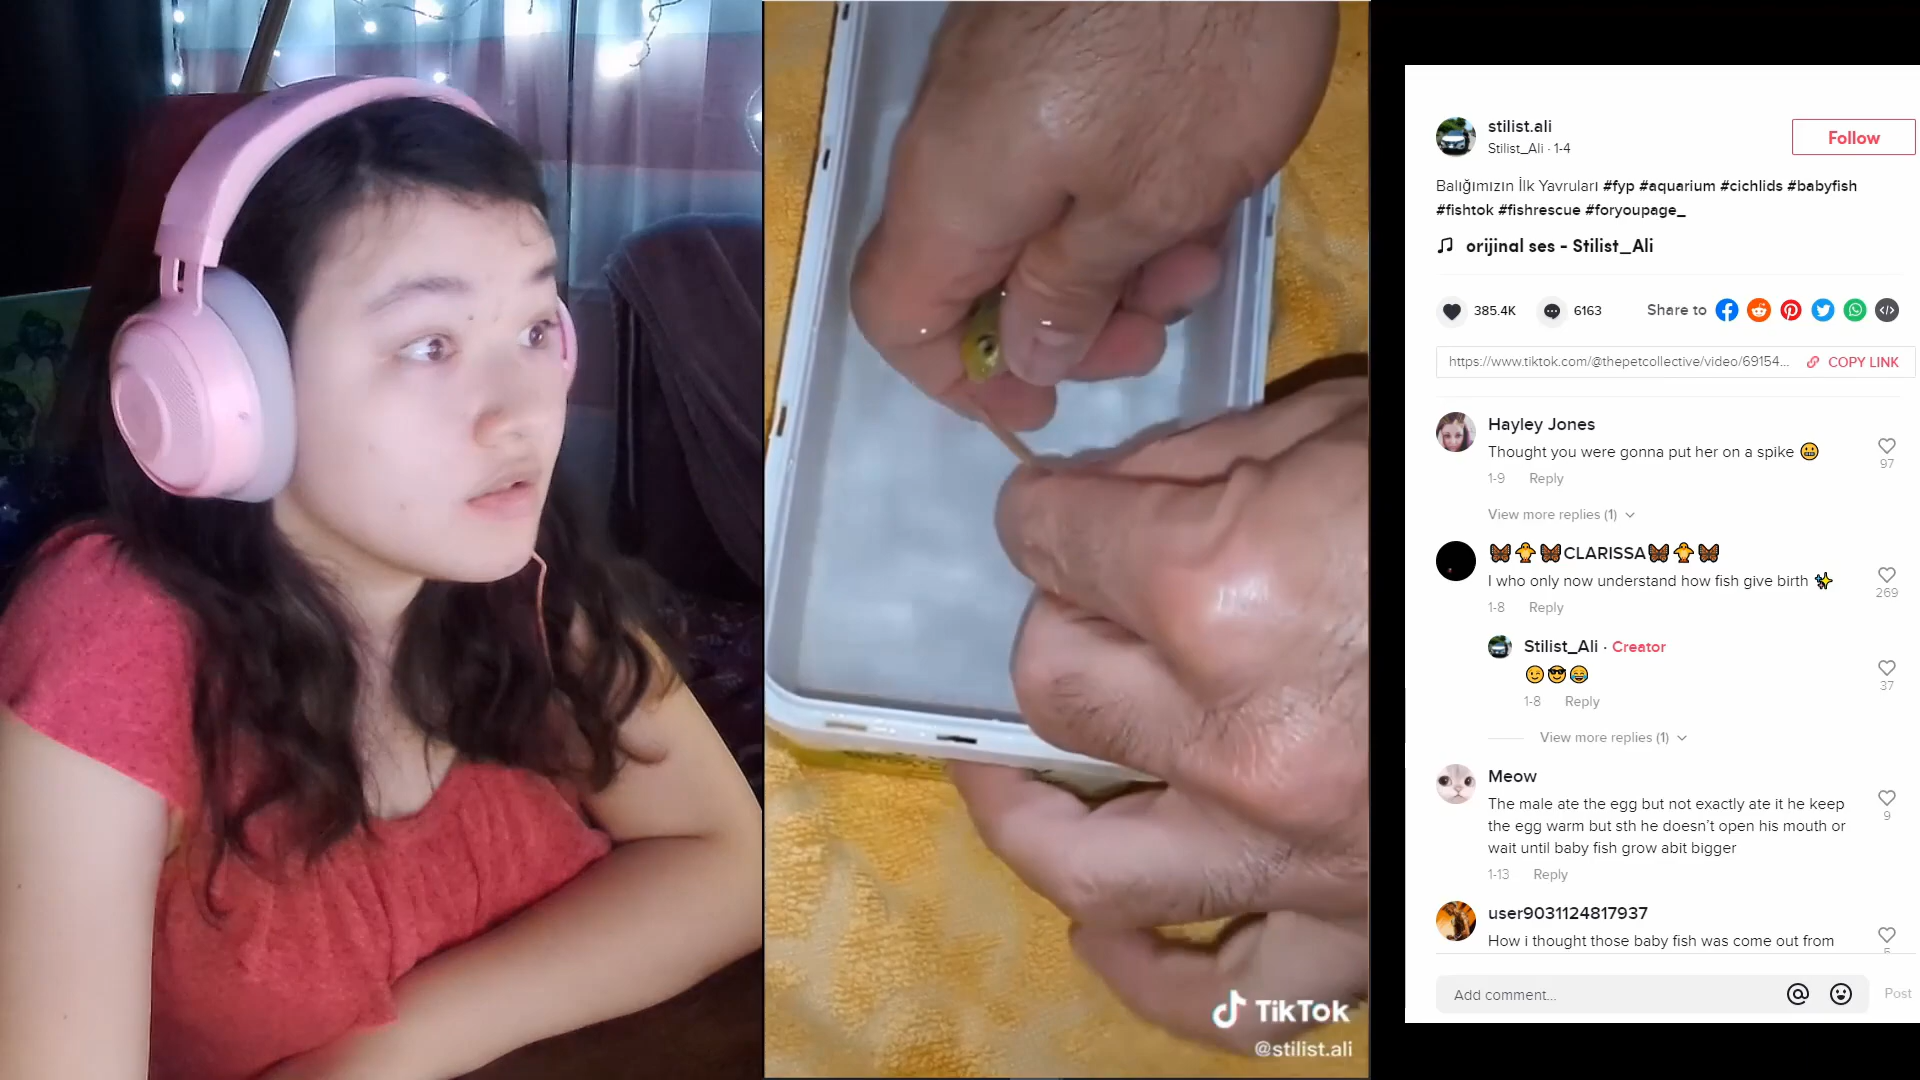 stilist.ali
Stilist_Ali · 1-4
Follow
Balığımızın İlk Yavruları #fyp #aquarium #cichlids #babyfish
#fishtok #fishrescue #foryoupage_
orijinal ses - Stilist_Ali
385.4K
6163
Share to
https://www.tiktok.com/@thepetcollective/video/69154...
COPY LINK
Hayley Jones
Thought you were gonna put her on a spike 😬
97
1-9 Reply
View more replies (1)
🦋🐥🦋CLARISSA🦋🐥🦋
I who only now understand how fish give birth ✨
269
1-8 Reply
Stilist_Ali · Creator
😉😎😂
37
1-8 Reply
View more replies (1)
Meow
The male ate the egg but not exactly ate it he keep
the egg warm but sth he doesn't open his mouth or
wait until baby fish grow abit bigger
9
1-13 Reply
user9031124817937
How i thought those baby fish was come out from
Add comment...
Post
TikTok
@stilist.ali